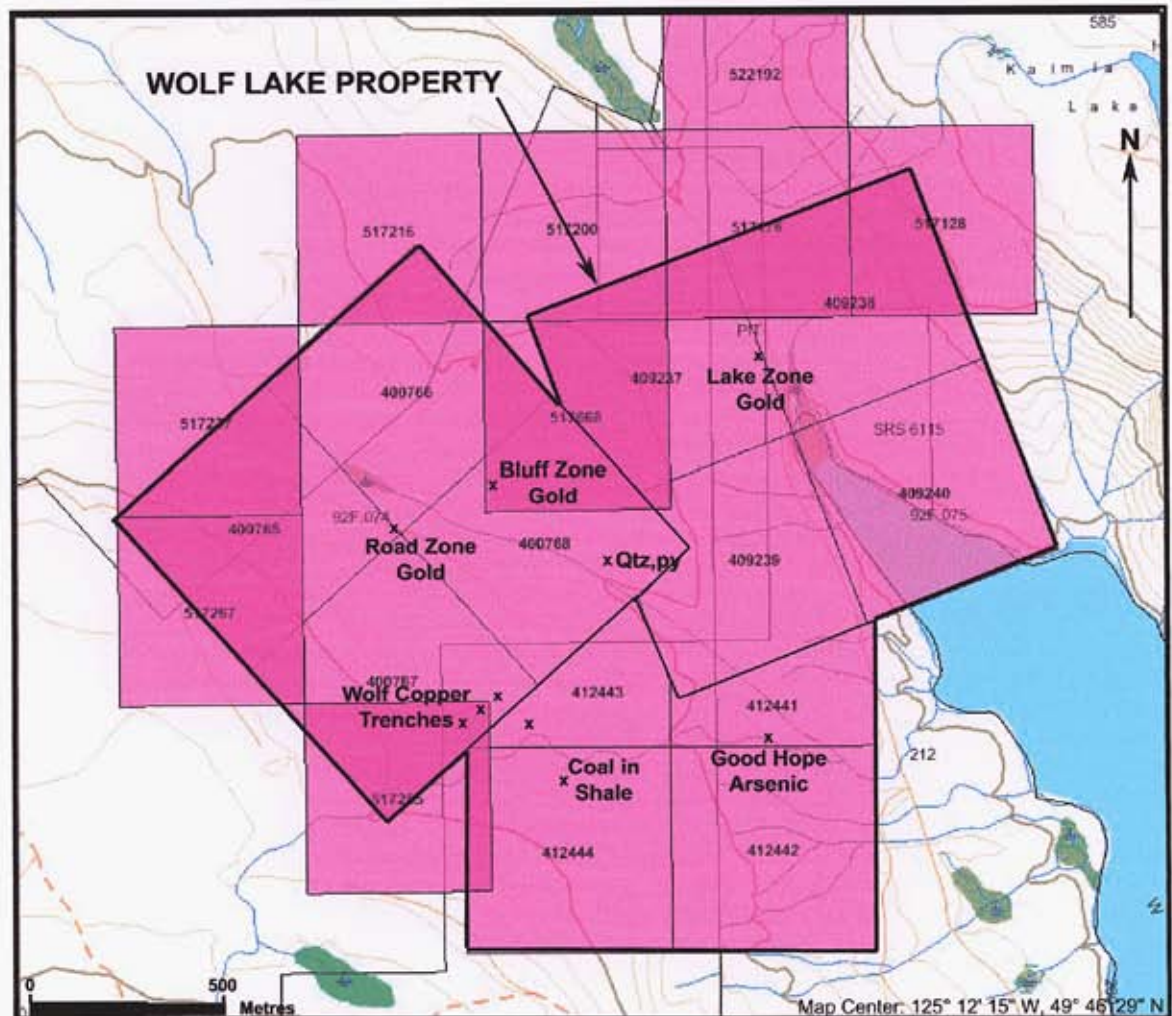 585
WOLF LAKE PROPERTY
522192
Lake
N
517216
517200
517128
409238
PIT
400766
409237
Lake Zone
Gold
SRS 6115
Bluff Zone
Gold
409240
92F.075
400765
92F.074
Road Zone
Gold
400768
Qtz,py
409239
517267
400767
Wolf Copper
Trenches
412443
412441
Good Hope
Arsenic
212
Coal in
Shale
412444
412442
0
500
Metres
Map Center: 125° 12' 15" W, 49° 46' 29" N